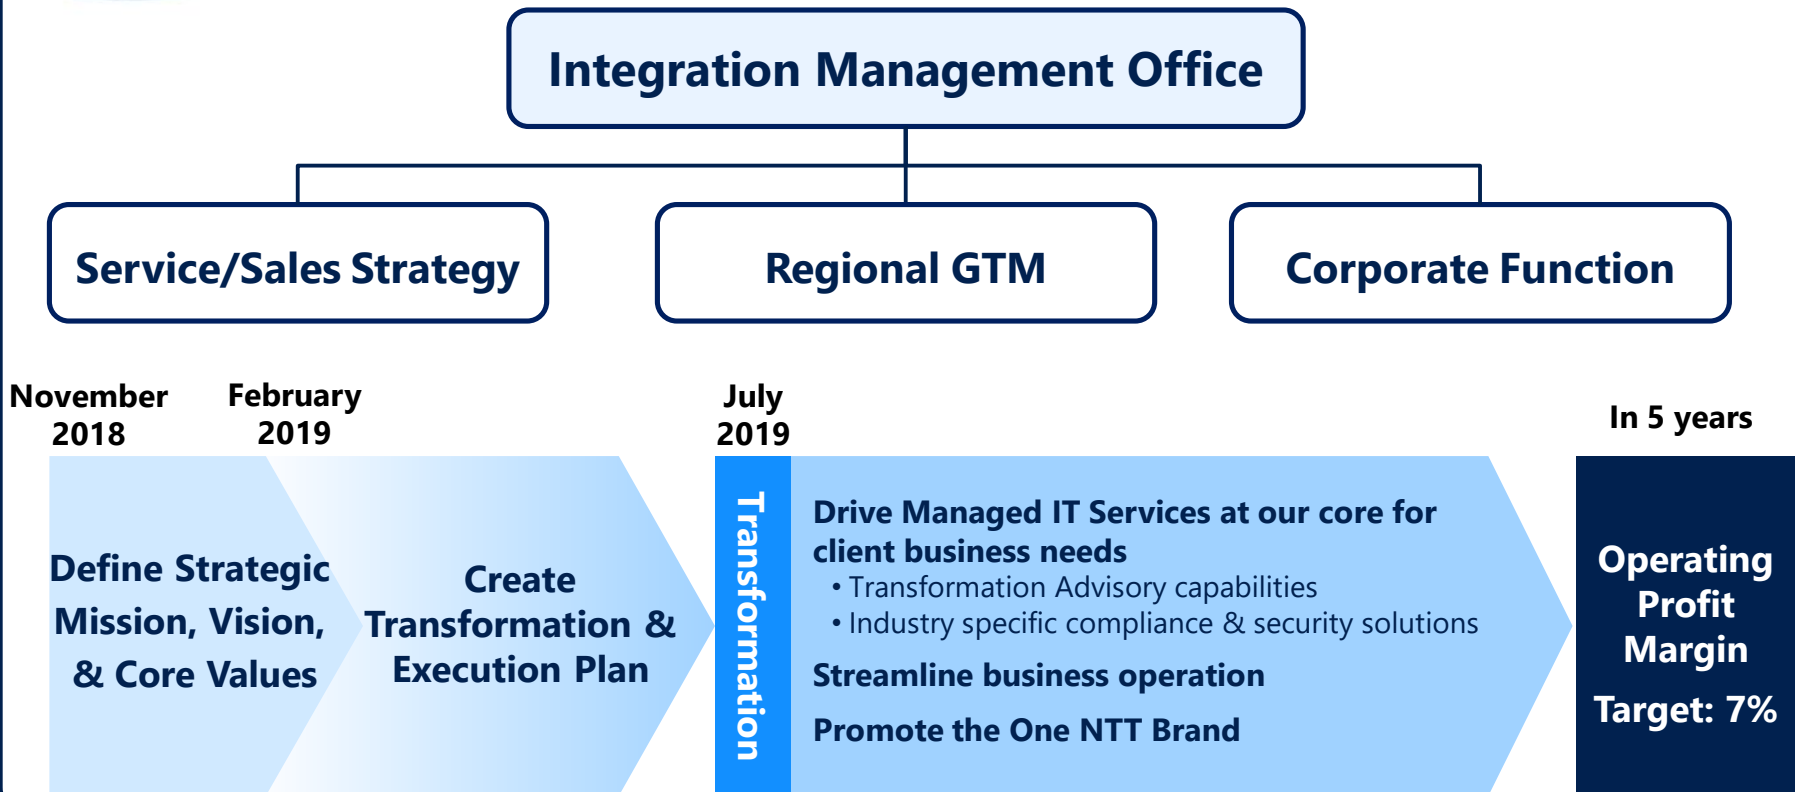 Integration Management Office
Service/Sales Strategy
Regional GTM
Corporate Function
November
2018
February
2019
July
2019
In 5 years
Define Strategic
Mission, Vision,
& Core Values
Create
Transformation &
Execution Plan
Transformation
Drive Managed IT Services at our core for
client business needs
• Transformation Advisory capabilities
• Industry specific compliance & security solutions
Streamline business operation
Promote the One NTT Brand
Operating
Profit
Margin
Target: 7%